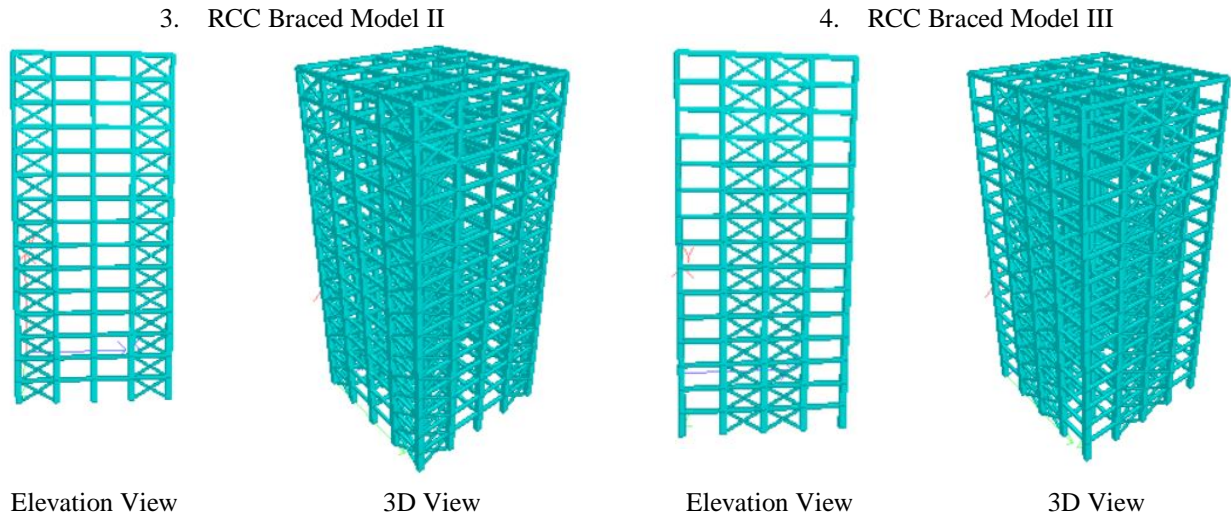 3. RCC Braced Model II
4. RCC Braced Model III
Y
Elevation View
3D View
Elevation View
3D View